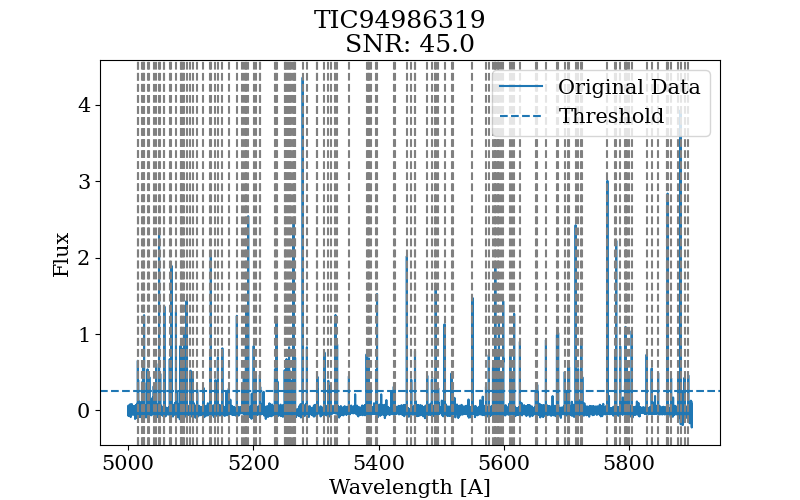 TIC94986319
SNR: 45.0
Original Data
Threshold
Flux
4
3
2
1
0
5000 5200 5400 5600 5800
Wavelength [A]